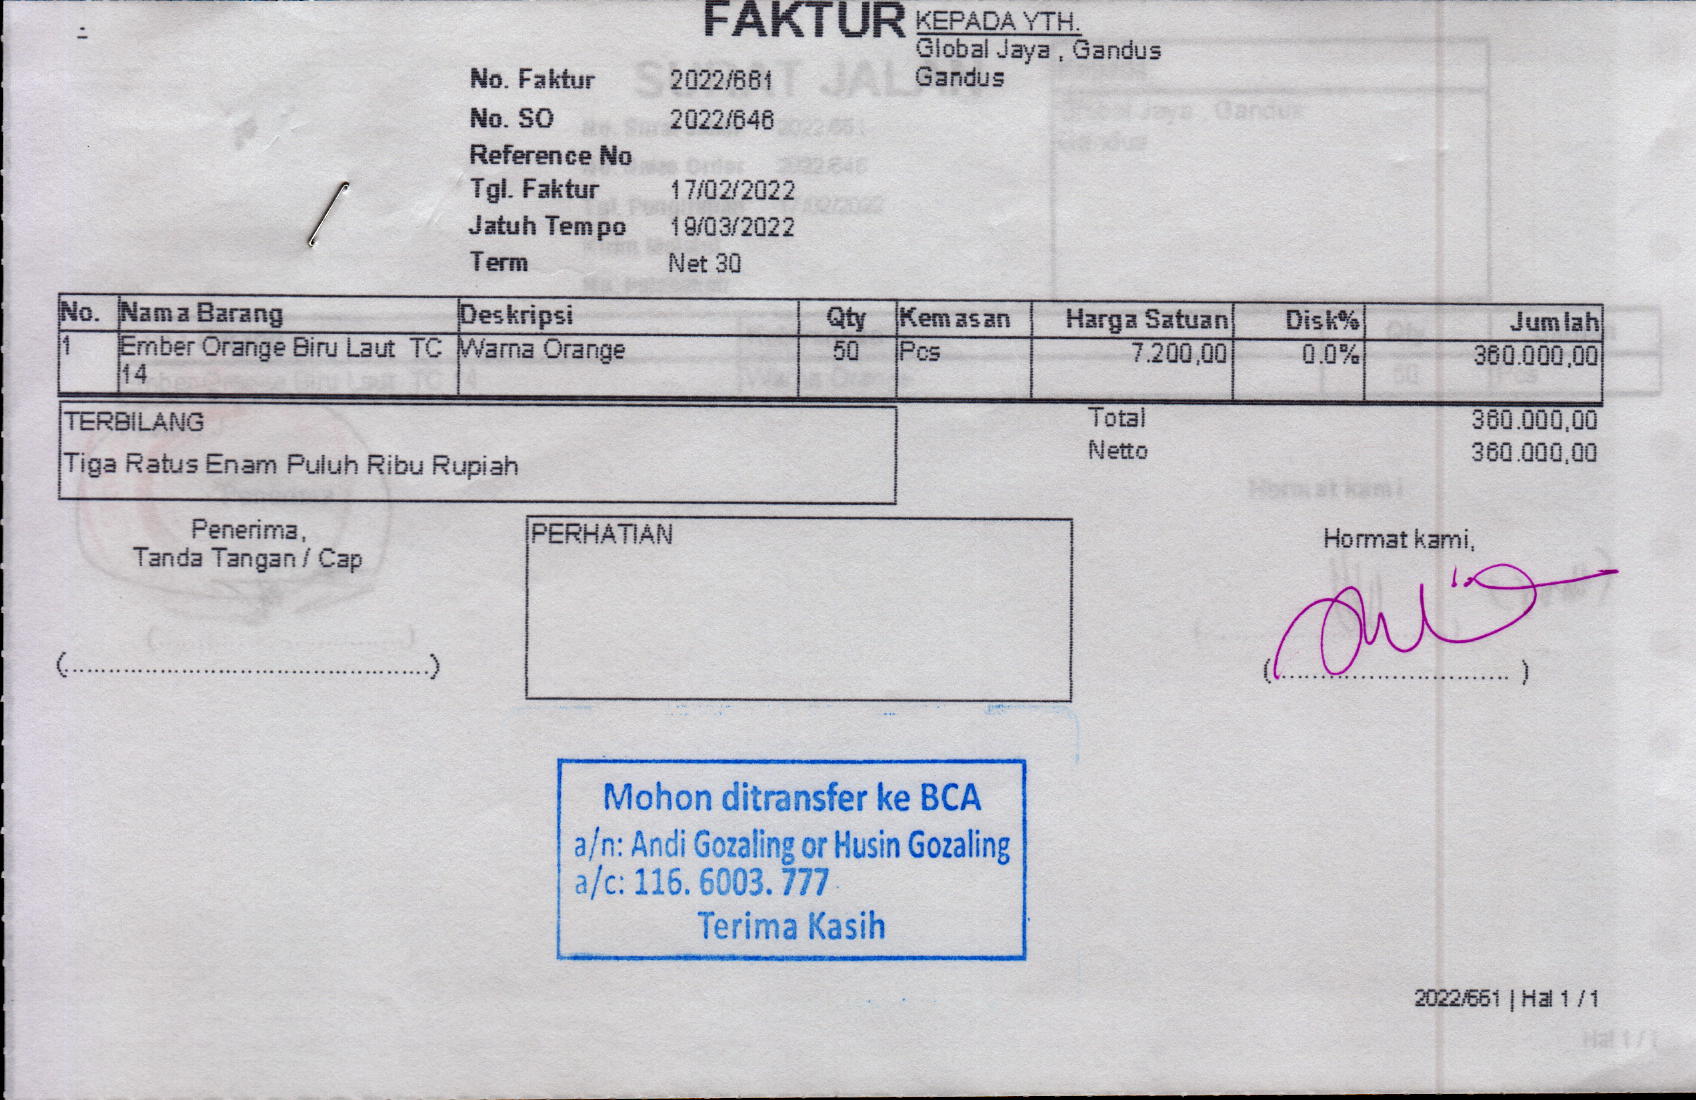 FAKTUR
KEPADA YTH.
Global Jaya , Gandus
Gandus
No. Faktur 2022/661
No. SO 2022/646
Reference No
Tgl. Faktur 17/02/2022
Jatuh Tempo 19/03/2022
Term Net 30
No. Nama Barang Deskripsi Qty Kemasan Harga Satuan Disk% Jumlah
1 Ember Orange Biru Laut TC Warna Orange 50 Pcs 7.200,00 0.0% 360.000,00
14
TERBILANG
Tiga Ratus Enam Puluh Ribu Rupiah
Total 360.000,00
Netto 360.000,00
Penerima,
Tanda Tangan / Cap
(..........................................)
PERHATIAN
Hormat kami,
(........................... )
Mohon ditransfer ke BCA
a/n: Andi Gozaling or Husin Gozaling
a/c: 116. 6003. 777
Terima Kasih
2022/661 | Hal 1 / 1